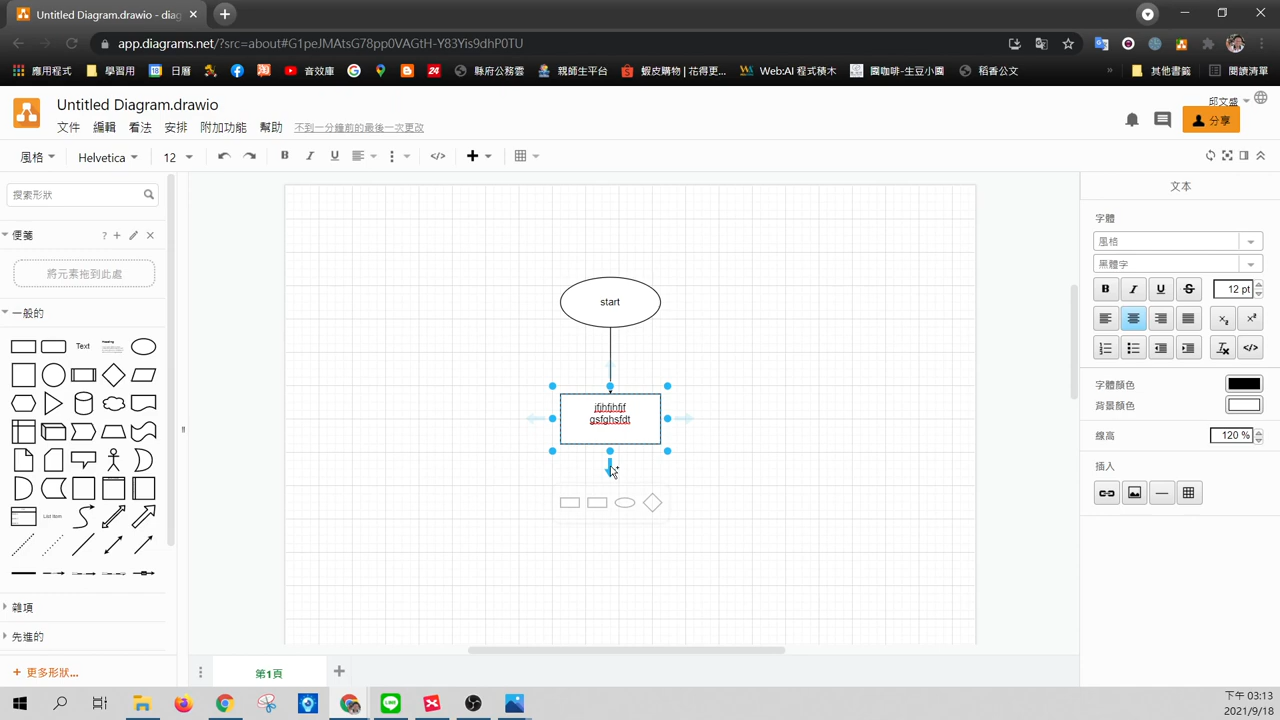 Untitled Diagram.drawio - diag
app.diagrams.net/?src=about#G1peJMAtsG78pp0VAGtH-Y83Yis9dhP0TU
應用程式
學習用
日曆
音效庫
縣府公務雲
親師生平台
蝦皮購物 | 花得更...
Web:AI 程式積木
國咖啡-生豆小園
稻香公文
»
其他書籤
閱讀清單
Untitled Diagram.drawio
邱文盛
文件
編輯
看法
安排
附加功能
幫助
不到一分鐘前的最後一次更改
分享
風格
Helvetica
12
B
I
U
</>
搜索形狀
便箋
?
將元素拖到此處
一般的
Text
Heading
List Item
雜項
先進的
+ 更多形狀...
start
jfjhfjhfjf
gsfghsfdt
第1頁
文本
字體
風格
黑體字
B
I
U
S
12 pt
字體顏色
背景顏色
線高
120 %
插入
下午 03:13
2021/9/18